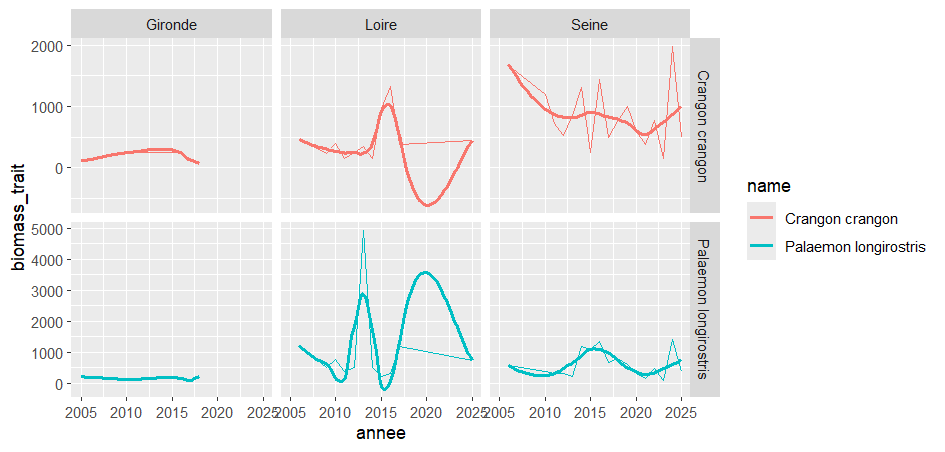 Gironde Loire Seine
2000
1000
0
Crangon crangon
5000
4000
3000
2000
1000
0
Palaemon longirostris
biomass_trait
2005 2010 2015 2020 2025 2005 2010 2015 2020 2025 2005 2010 2015 2020 2025
annee
name
Crangon crangon
Palaemon longirostris